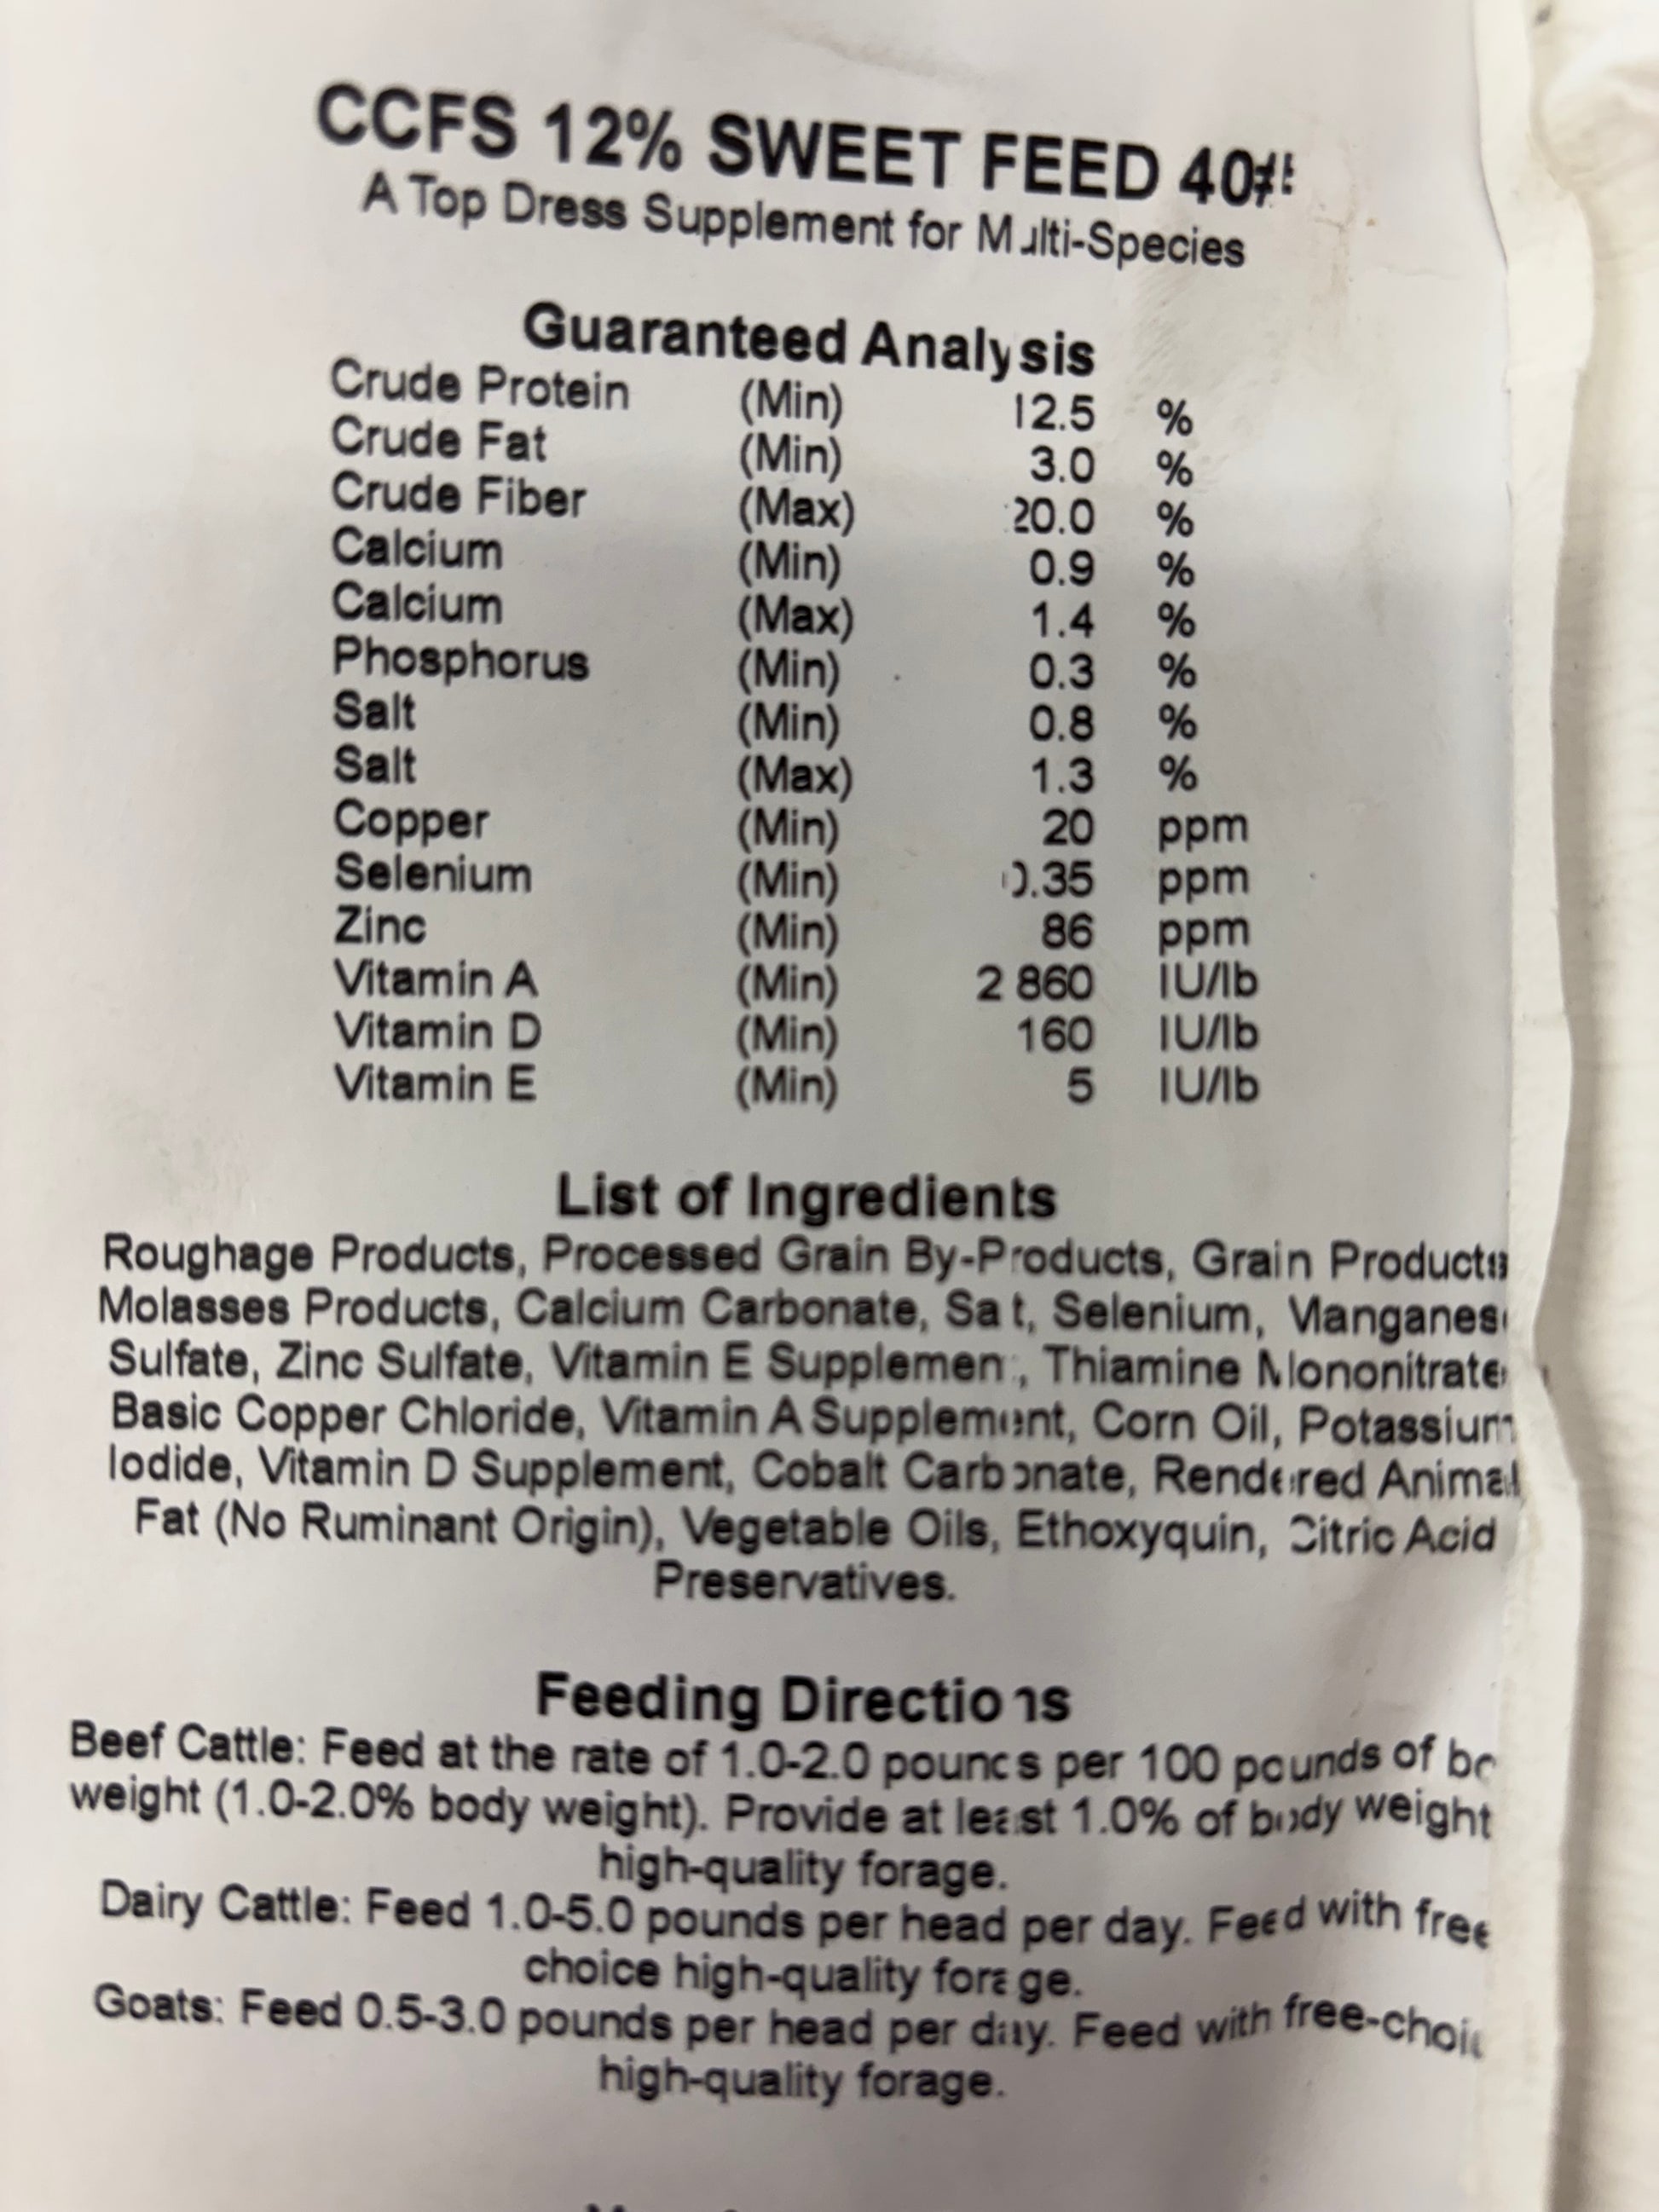 CCFS 12% SWEET FEED 40#
A Top Dress Supplement for Multi-Species
Guaranteed Analysis
Crude Protein (Min) 12.5 %
Crude Fat (Min) 3.0 %
Crude Fiber (Max) 20.0 %
Calcium (Min) 0.9 %
Calcium (Max) 1.4 %
Phosphorus (Min) 0.3 %
Salt (Min) 0.8 %
Salt (Max) 1.3 %
Copper (Min) 20 ppm
Selenium (Min) 0.35 ppm
Zinc (Min) 86 ppm
Vitamin A (Min) 2 860 IU/lb
Vitamin D (Min) 160 IU/lb
Vitamin E (Min) 5 IU/lb
List of Ingredients
Roughage Products, Processed Grain By-Products, Grain Products
Molasses Products, Calcium Carbonate, Salt, Selenium, Manganese
Sulfate, Zinc Sulfate, Vitamin E Supplement, Thiamine Mononitrate
Basic Copper Chloride, Vitamin A Supplement, Corn Oil, Potassium
Iodide, Vitamin D Supplement, Cobalt Carbonate, Rendered Animal
Fat (No Ruminant Origin), Vegetable Oils, Ethoxyquin, Citric Acid
Preservatives.
Feeding Directions
Beef Cattle: Feed at the rate of 1.0-2.0 pounds per 100 pounds of
weight (1.0-2.0% body weight). Provide at least 1.0% of body weight
high-quality forage.
Dairy Cattle: Feed 1.0-5.0 pounds per head per day. Feed with free
choice high-quality forage.
Goats: Feed 0.5-3.0 pounds per head per day. Feed with free-choic
high-quality forage.